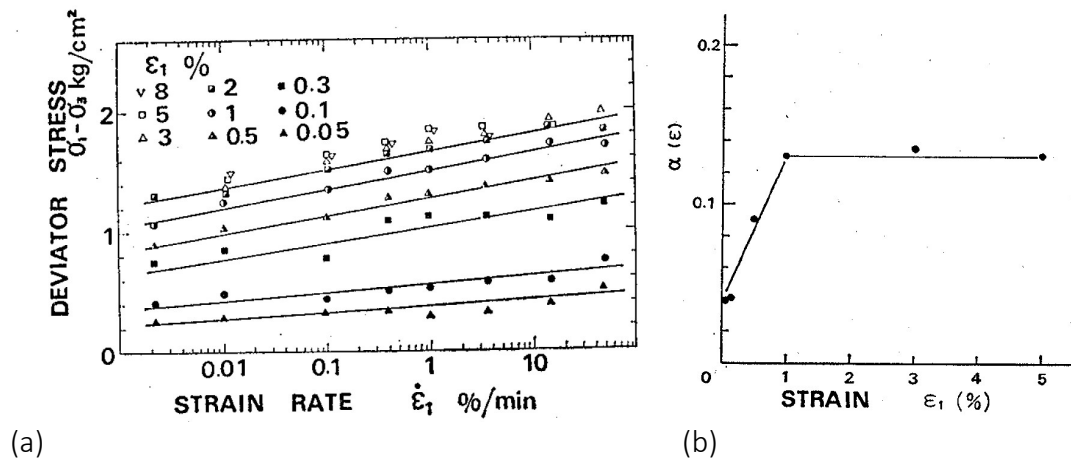 DEVIATOR STRESS
σ₁-σ₃ kg/cm²
2
1
0
ε₁ %
▿ 8 ◪ 2 ▪ 0.3
□ 5 ◑ 1 ● 0.1
△ 3 ◮ 0.5 ▲ 0.05
0.01 0.1 1 10
STRAIN RATE ε̇₁ %/min
(a)
α (ε)
0.2
0.1
0 1 2 3 4 5
STRAIN ε₁ (%)
(b)